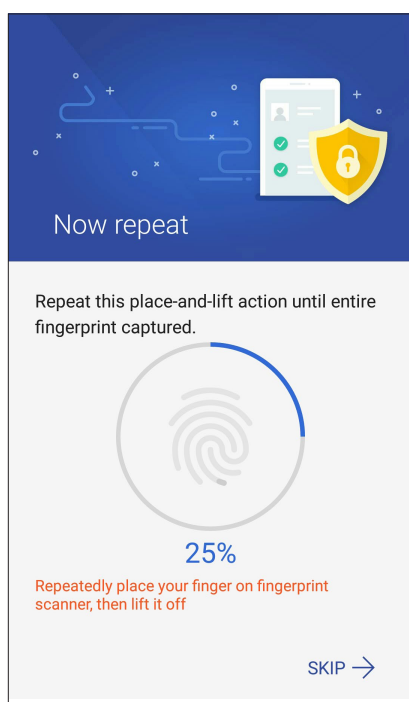 Now repeat
Repeat this place-and-lift action until entire
fingerprint captured.
25%
Repeatedly place your finger on fingerprint
scanner, then lift it off
SKIP